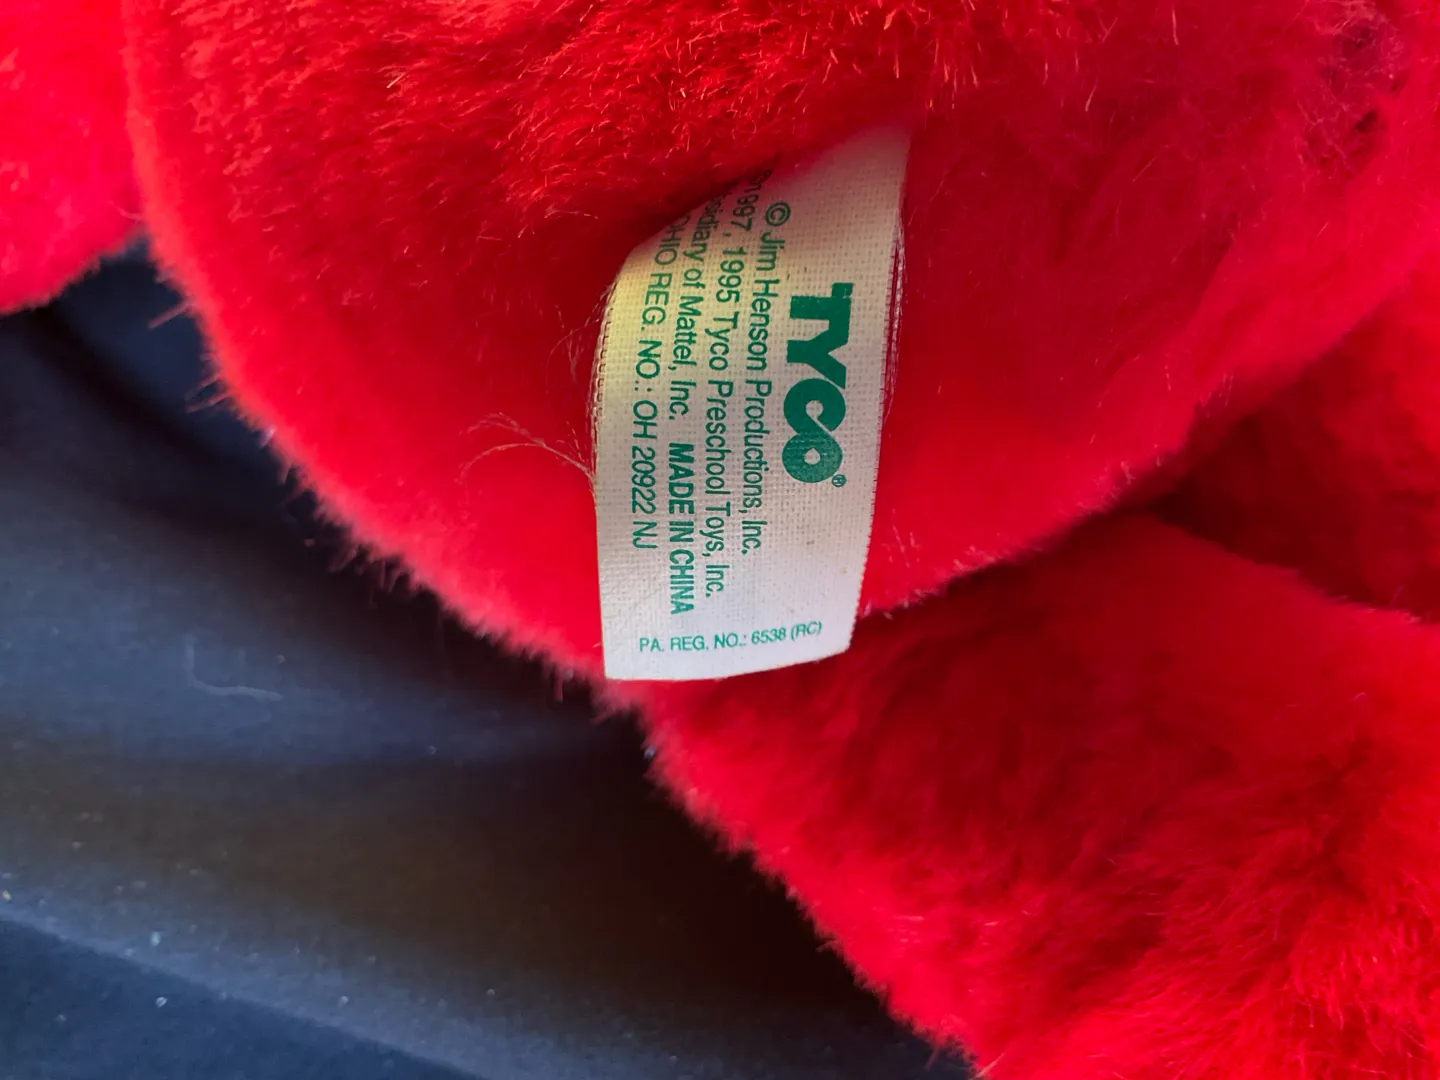 TYCO®
© Jim Henson Productions, Inc.
1997, 1995 Tyco Preschool Toys, Inc.
of Mattel, Inc. MADE IN CHINA
OHIO REG. NO.: OH 20922 NJ
PA. REG. NO.: 6538 (RC)